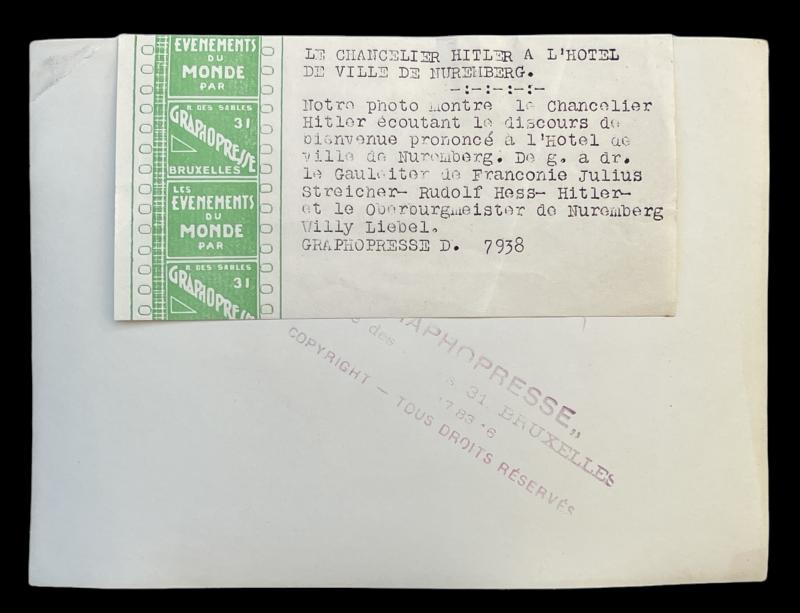 EVENEMENTS
DU
MONDE
PAR
R. DES SABLES
31
GRAPHOPRESSE
BRUXELLES
LES
EVENEMENTS
DU
MONDE
PAR
R. DES SABLES
31
GRAPHOPRESSE
LE CHANCELIER HITLER A L'HOTEL
DE VILLE DE NUREMBERG.
-:-:-:-:-
Notre photo montre le Chancelier
Hitler écoutant le discours de
bienvenue prononcé à l'Hotel de
ville de Nuremberg. De g. a dr.
le Gauleiter de Franconie Julius
Streicher- Rudolf Hess- Hitler-
et le Oberburgmeister de Nuremberg
Willy Liebel.
GRAPHOPRESSE D. 7938
APHOPRESSE„
des 31 BRUXELLES
COPYRIGHT — TOUS DROITS RÉSERVÉS